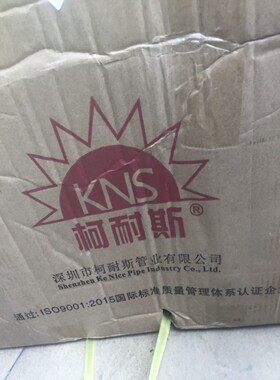 KNS
柯耐斯®
深圳市柯耐斯管业有限公司
Shenzhen Ke Nice Pipe Industry Co., Ltd.
通过: ISO9001:2015国际标准质量管理体系认证企